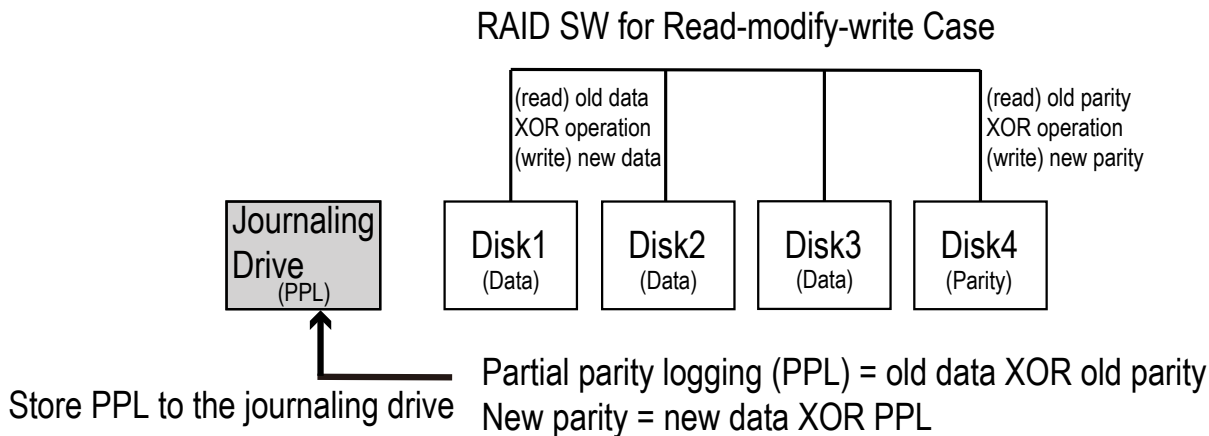 RAID SW for Read-modify-write Case
(read) old data
XOR operation
(write) new data
(read) old parity
XOR operation
(write) new parity
Journaling
Drive
(PPL)
Disk1
(Data)
Disk2
(Data)
Disk3
(Data)
Disk4
(Parity)
Partial parity logging (PPL) = old data XOR old parity
New parity = new data XOR PPL
Store PPL to the journaling drive